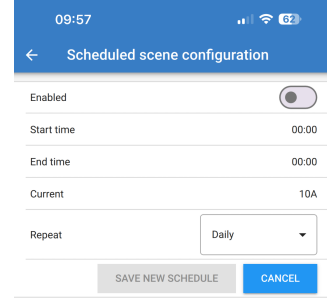 09:57 62
Scheduled scene configuration
Enabled
Start time 00:00
End time 00:00
Current 10A
Repeat Daily
SAVE NEW SCHEDULE CANCEL